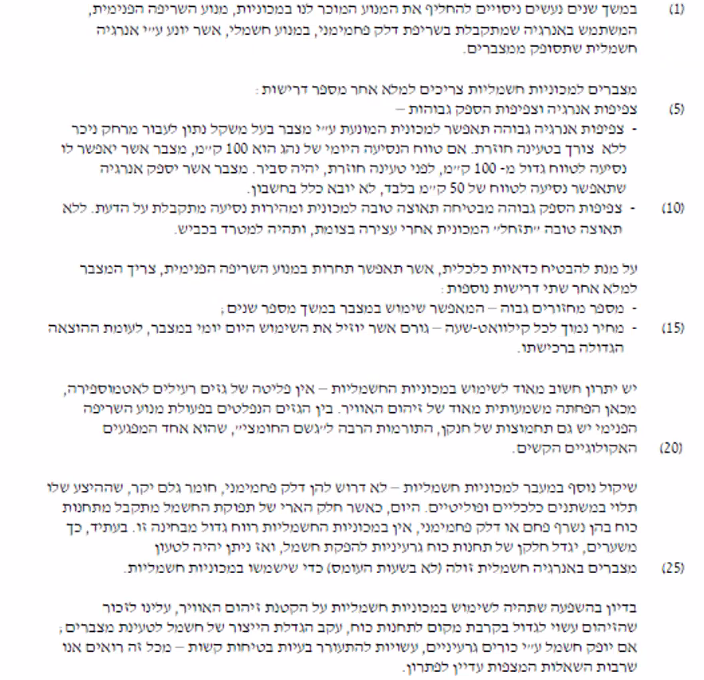 (1) במשך שנים נעשים ניסויים להחליף את המנוע המוכר לנו במכוניות, מנוע השריפה הפנימית,
המשתמש באנרגיה שמתקבלת בשריפת דלק פחמימני, במנוע חשמלי, אשר יונע ע״י אנרגיה
חשמלית שתסופק ממצברים.
מצברים למכוניות חשמליות צריכים למלא אחר מספר דרישות:
(5) צפיפות אנרגיה וצפיפות הספק גבוהות –
- צפיפות אנרגיה גבוהה תאפשר למכונית המונעת ע״י מצבר בעל משקל נתון לעבור מרחק ניכר
ללא צורך בטעינה חוזרת. אם טווח הנסיעה היומי של נהג הוא 100 ק״מ, מצבר אשר יאפשר לו
נסיעה לטווח גדול מ- 100 ק״מ, לפני טעינה חוזרת, יהיה סביר. מצבר אשר יספק אנרגיה
שתאפשר נסיעה לטווח של 50 ק״מ בלבד, לא יובא כלל בחשבון.
(10) - צפיפות הספק גבוהה מבטיחה תאוצה טובה למכונית ומהירות נסיעה מתקבלת על הדעת. ללא
תאוצה טובה ״תזחל״ המכונית אחרי עצירה בצומת, ותהיה למטרד בכביש.
על מנת להבטיח כדאיות כלכלית, אשר תאפשר תחרות במנוע השריפה הפנימית, צריך המצבר
למלא אחר שתי דרישות נוספות:
- מספר מחזורים גבוה – המאפשר שימוש במצבר במשך מספר שנים;
(15) - מחיר נמוך לכל קילוואט-שעה – גורם אשר יוזיל את השימוש היום יומי במצבר, לעומת ההוצאה
הגדולה ברכישתו.
יש יתרון חשוב מאוד לשימוש במכוניות החשמליות – אין פליטה של גזים רעילים לאטמוספירה,
מכאן הפחתה משמעותית מאוד של זיהום האוויר. בין הגזים הנפלטים בפעולת מנוע השריפה
הפנימי יש גם תחמוצות של חנקן, התורמות הרבה ל״גשם החומצי״, שהוא אחד המפגעים
(20) האקולוגיים הקשים.
שיקול נוסף במעבר למכוניות חשמליות – לא דרוש להן דלק פחמימני, חומר גלם יקר, שההיצע שלו
תלוי במשתנים כלכליים ופוליטיים. היום, כאשר חלק הארי של תפוקת החשמל מתקבל מתחנות
כוח בהן נשרף פחם או דלק פחמימני, אין במכוניות החשמליות רווח גדול מבחינה זו. בעתיד, כך
משערים, יגדל חלקן של תחנות כוח גרעיניות להפקת חשמל, ואז ניתן יהיה לטעון
(25) מצברים באנרגיה חשמלית זולה (לא בשעות העומס) כדי שישמשו במכוניות חשמליות.
בדיון בהשפעה שתהיה לשימוש במכוניות חשמליות על הקטנת זיהום האוויר, עלינו לזכור
שהזיהום עשוי לגדול בקרבת מקום לתחנות כוח, עקב הגדלת הייצור של חשמל לטעינת מצברים;
אם יופק חשמל ע״י כורים גרעיניים, עשויות להתעורר בעיות בטיחות קשות – מכל זה רואים אנו
שרבות השאלות המצפות עדיין לפתרון.